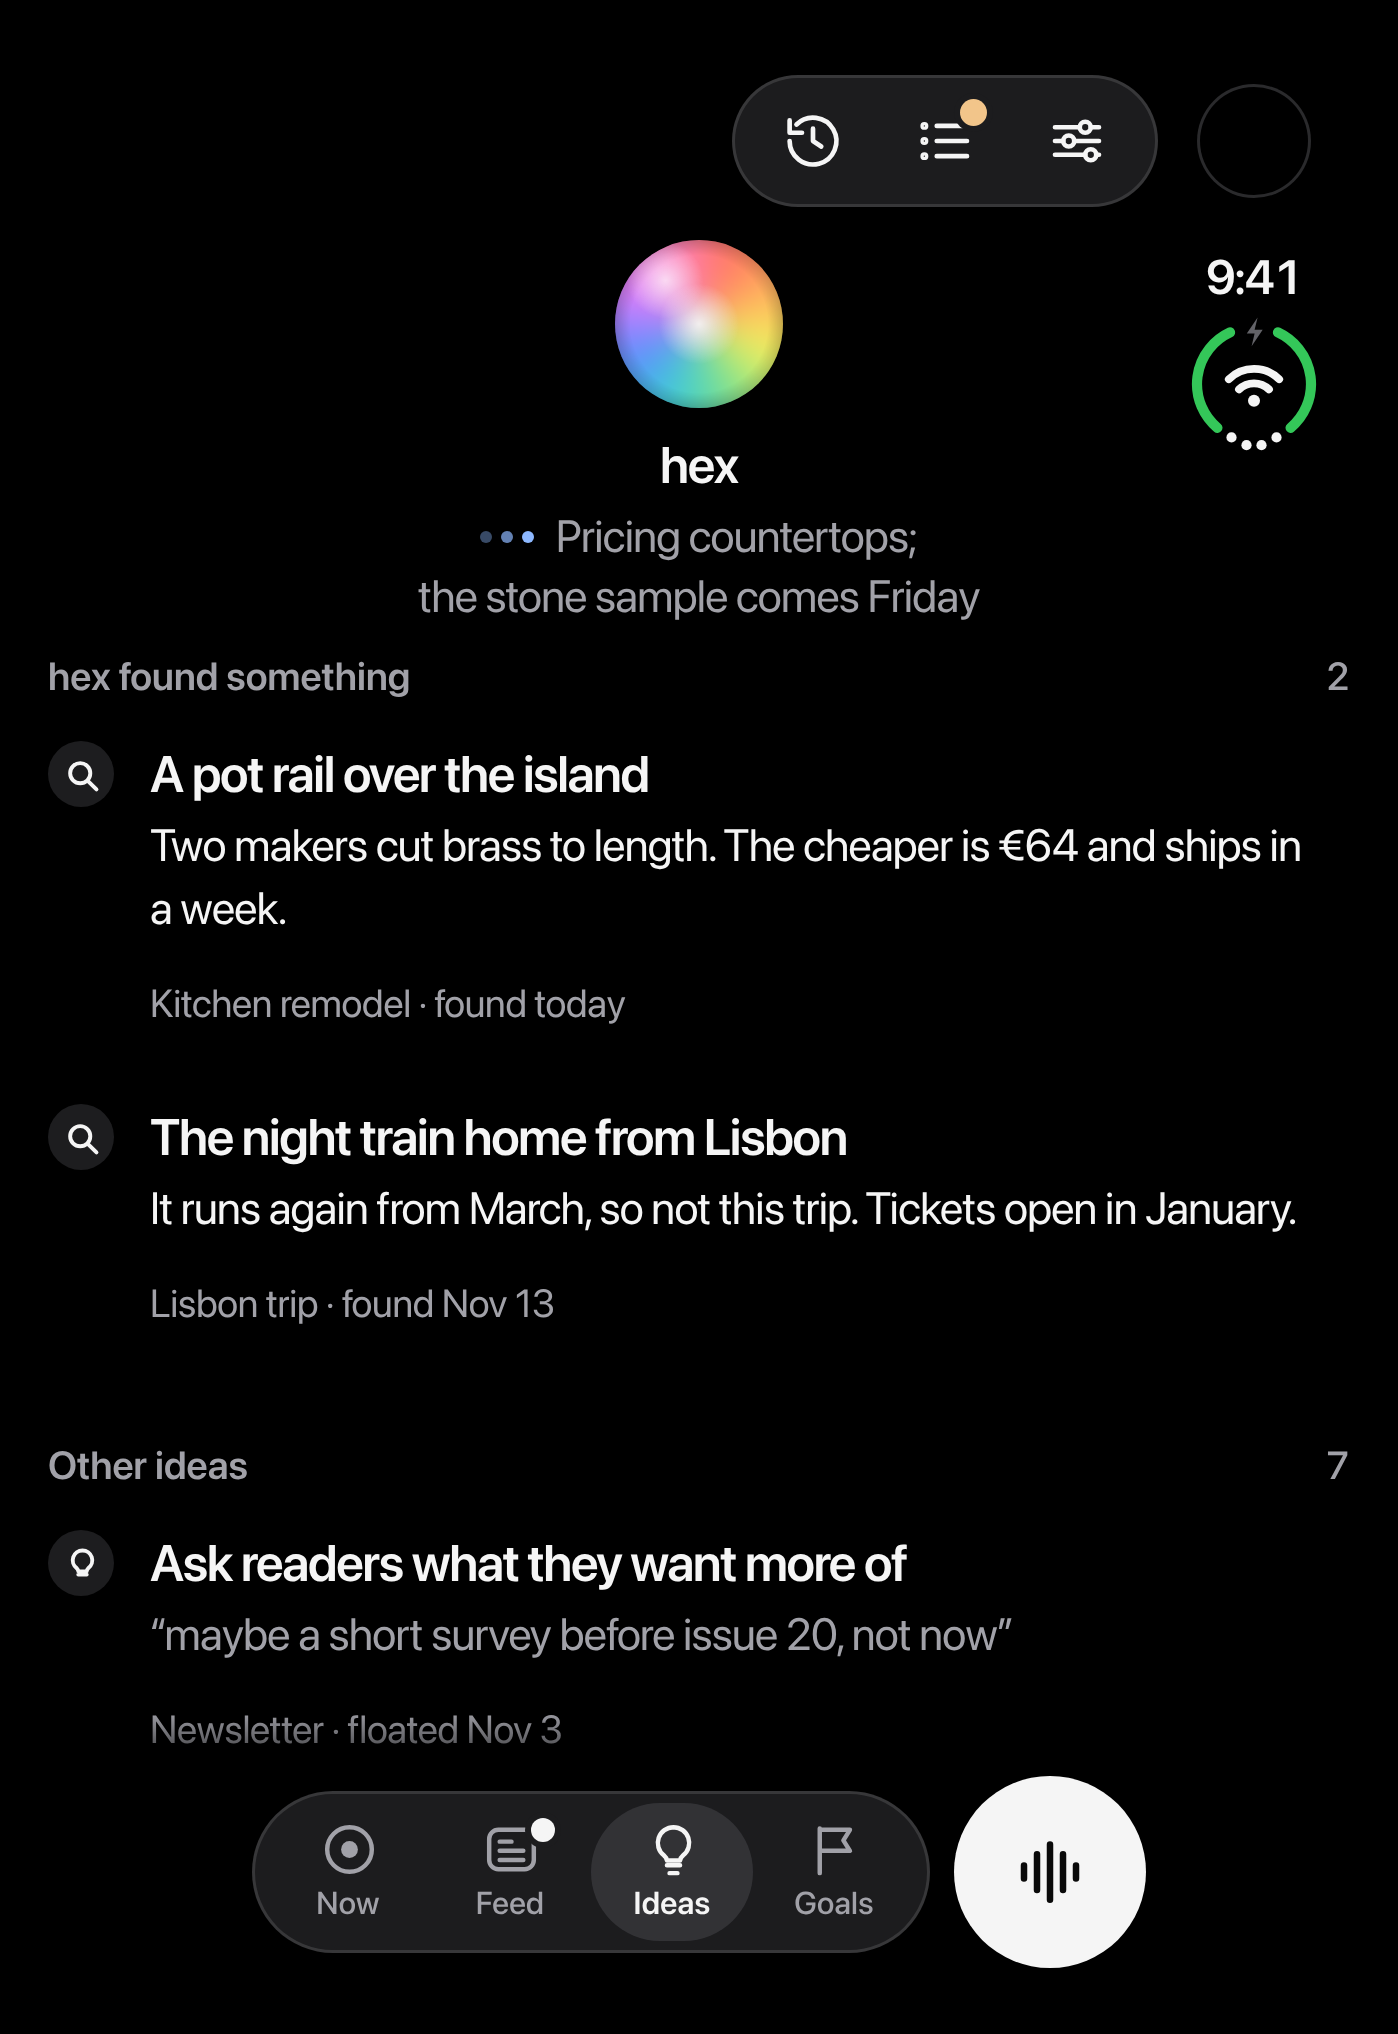 9:41
hex
Pricing countertops;
the stone sample comes Friday
hex found something 2
A pot rail over the island
Two makers cut brass to length. The cheaper is €64 and ships in
a week.
Kitchen remodel · found today
The night train home from Lisbon
It runs again from March, so not this trip. Tickets open in January.
Lisbon trip · found Nov 13
Other ideas 7
Ask readers what they want more of
“maybe a short survey before issue 20, not now”
Newsletter · floated Nov 3
Now Feed Ideas Goals